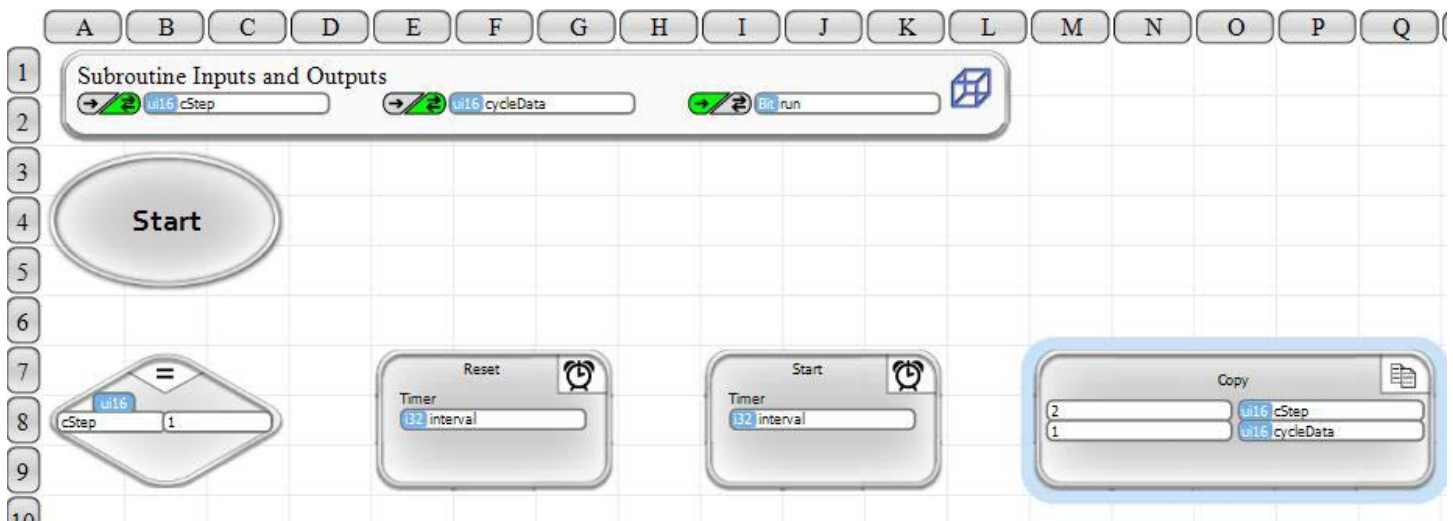 A B C D E F G H I J K L M N O P Q
1
Subroutine Inputs and Outputs
ui16 cStep ui16 cycleData Bit run
2
3
4
Start
5
6
7
=
Reset
Start
Copy
ui16
Timer
Timer
8
cStep 1
i32 interval
i32 interval
2 ui16 cStep
1 ui16 cycleData
9
10